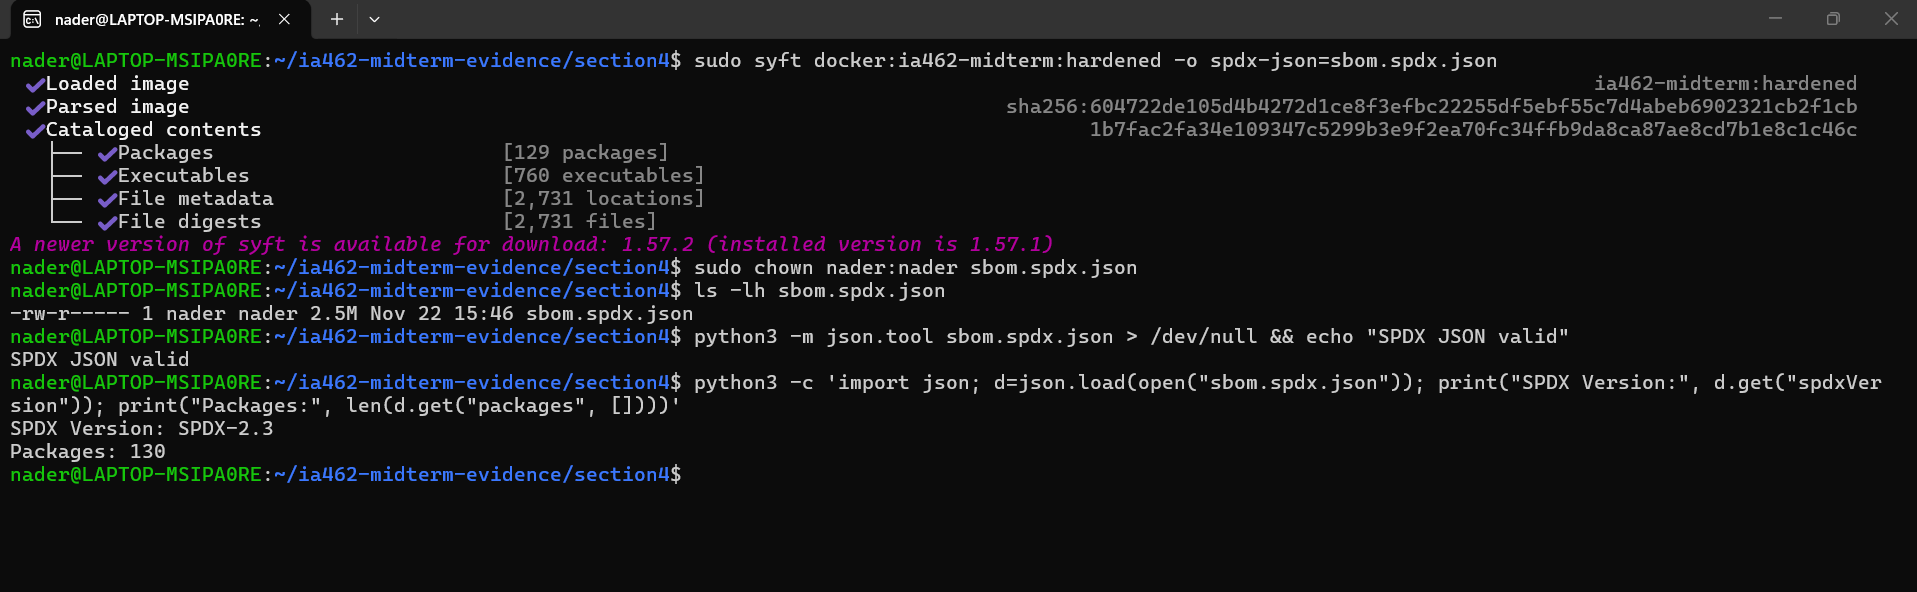 nader@LAPTOP-MSIPA0RE: ~,
nader@LAPTOP-MSIPA0RE:~/ia462-midterm-evidence/section4$ sudo syft docker:ia462-midterm:hardened -o spdx-json=sbom.spdx.json
✔Loaded image ia462-midterm:hardened
✔Parsed image sha256:604722de105d4b4272d1ce8f3efbc22255df5ebf55c7d4abeb6902321cb2f1cb
✔Cataloged contents 1b7fac2fa34e109347c5299b3e9f2ea70fc34ffb9da8ca87ae8cd7b1e8c1c46c
├── ✔Packages [129 packages]
├── ✔Executables [760 executables]
├── ✔File metadata [2,731 locations]
└── ✔File digests [2,731 files]
A newer version of syft is available for download: 1.57.2 (installed version is 1.57.1)
nader@LAPTOP-MSIPA0RE:~/ia462-midterm-evidence/section4$ sudo chown nader:nader sbom.spdx.json
nader@LAPTOP-MSIPA0RE:~/ia462-midterm-evidence/section4$ ls -lh sbom.spdx.json
-rw-r----- 1 nader nader 2.5M Nov 22 15:46 sbom.spdx.json
nader@LAPTOP-MSIPA0RE:~/ia462-midterm-evidence/section4$ python3 -m json.tool sbom.spdx.json > /dev/null && echo "SPDX JSON valid"
SPDX JSON valid
nader@LAPTOP-MSIPA0RE:~/ia462-midterm-evidence/section4$ python3 -c 'import json; d=json.load(open("sbom.spdx.json")); print("SPDX Version:", d.get("spdxVer
sion")); print("Packages:", len(d.get("packages", [])))'
SPDX Version: SPDX-2.3
Packages: 130
nader@LAPTOP-MSIPA0RE:~/ia462-midterm-evidence/section4$